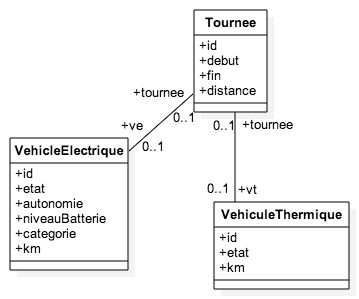 Tournee
+id
+debut
+fin
+distance
+tournee
0..1
0..1
+tournee
+ve
0..1
VehicleElectrique
+id
+etat
+autonomie
+niveauBatterie
+categorie
+km
0..1
+vt
VehiculeThermique
+id
+etat
+km